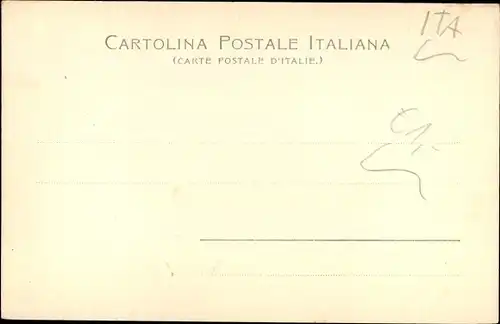 CARTOLINA POSTALE ITALIANA
(CARTE POSTALE D'ITALIE.)
ITA